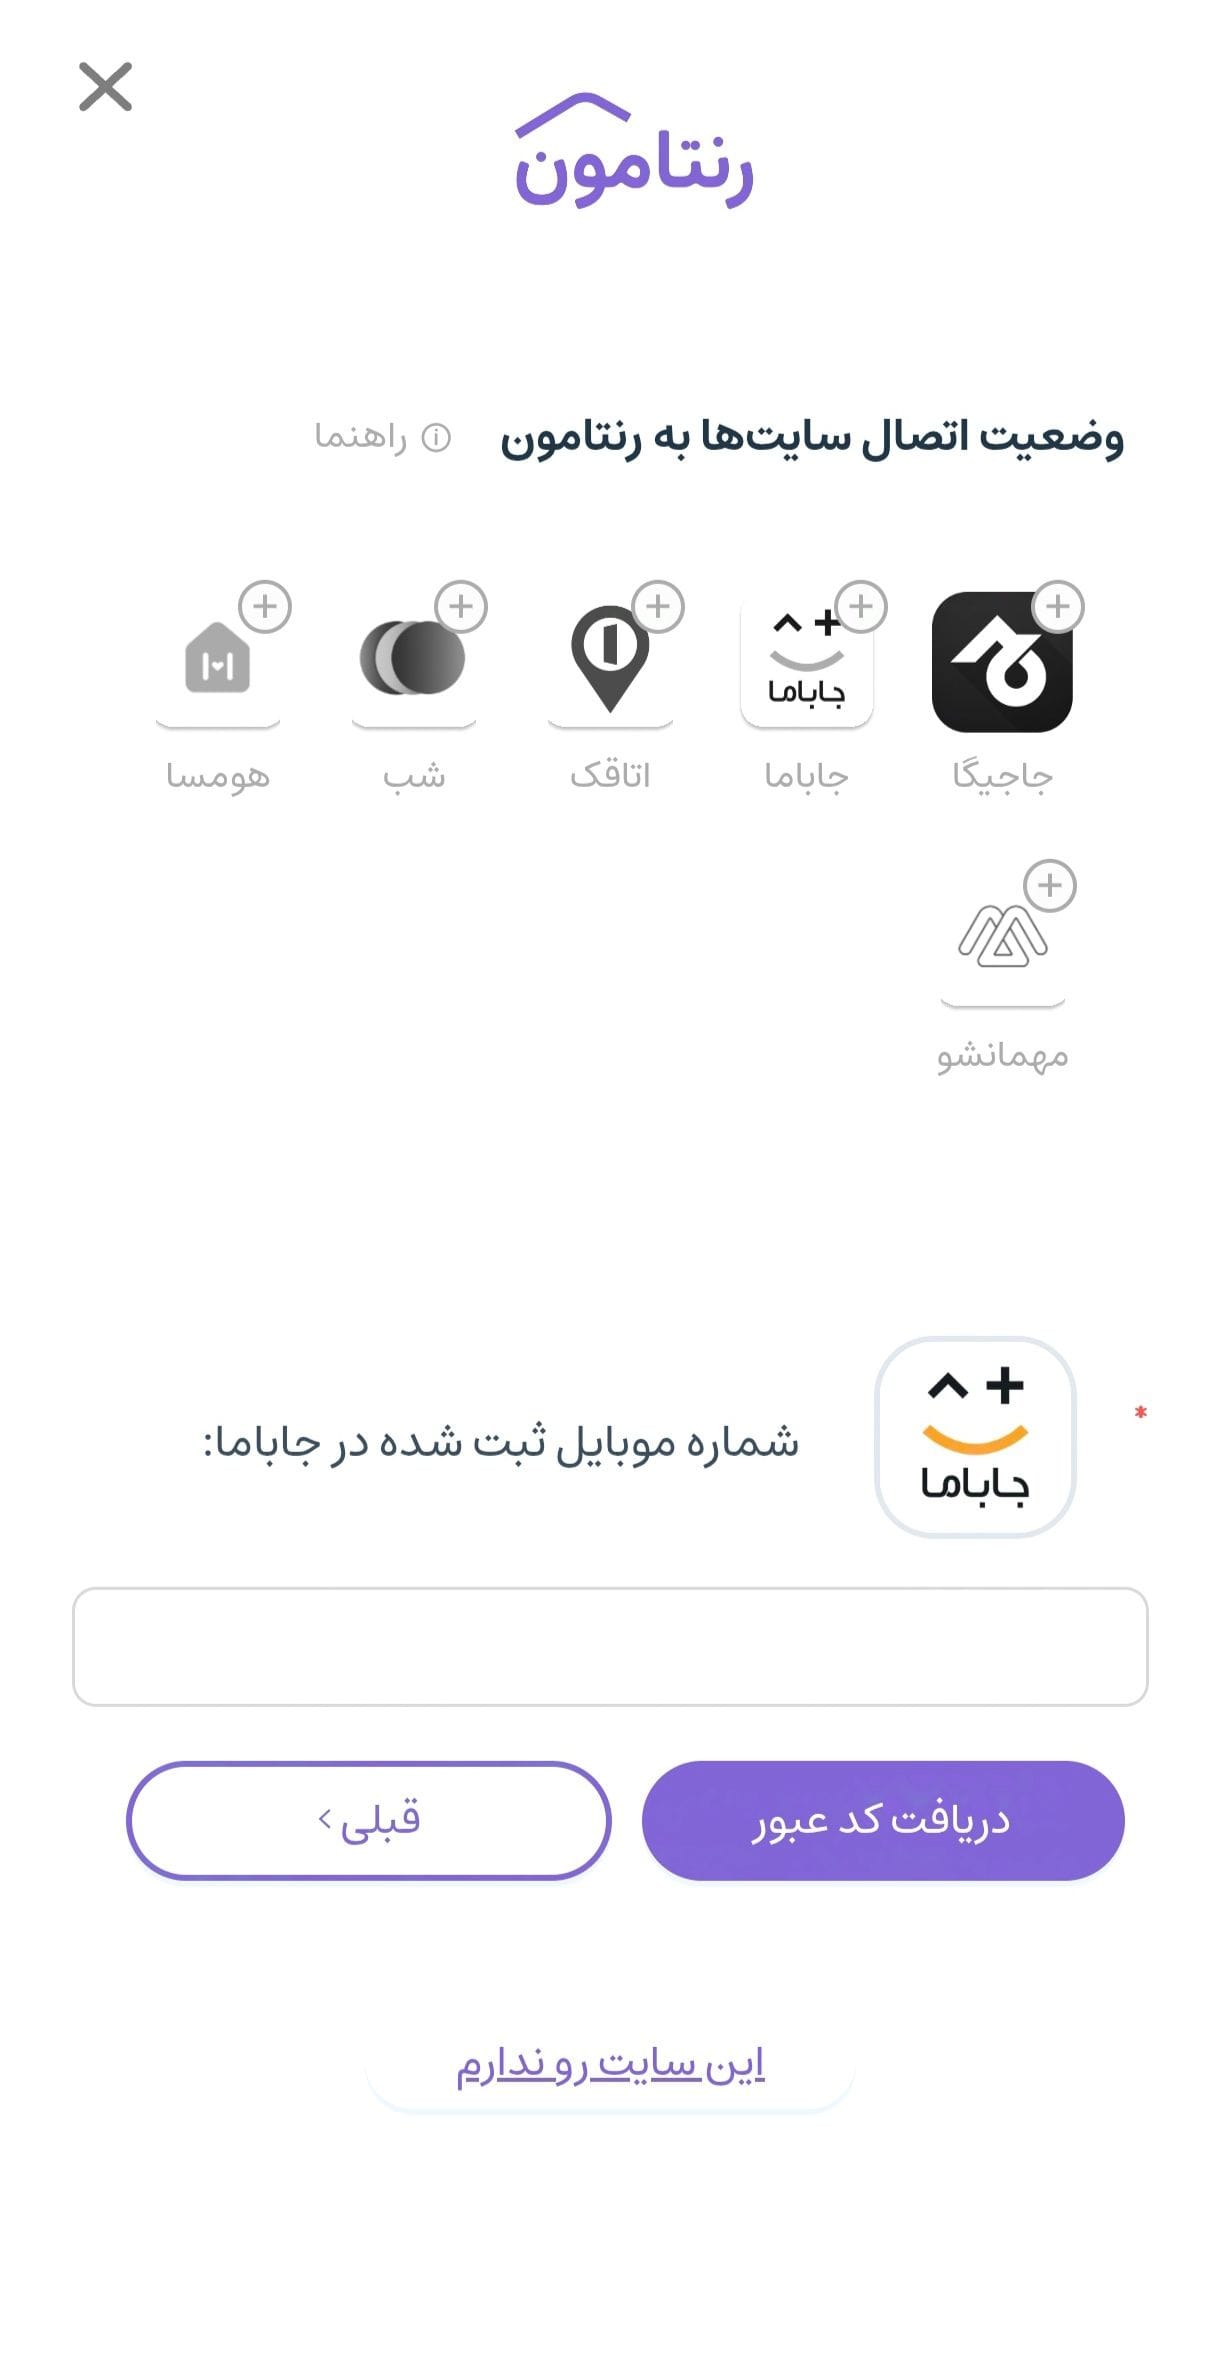 رنتامون
وضعیت اتصال سایت‌ها به رنتامون
راهنما
جاباما
جاجیگا
جاباما
اتاقک
شب
هومسا
مهمانشو
*
جاباما
شماره موبایل ثبت شده در جاباما:
دریافت کد عبور
قبلی >
این سایت رو ندارم